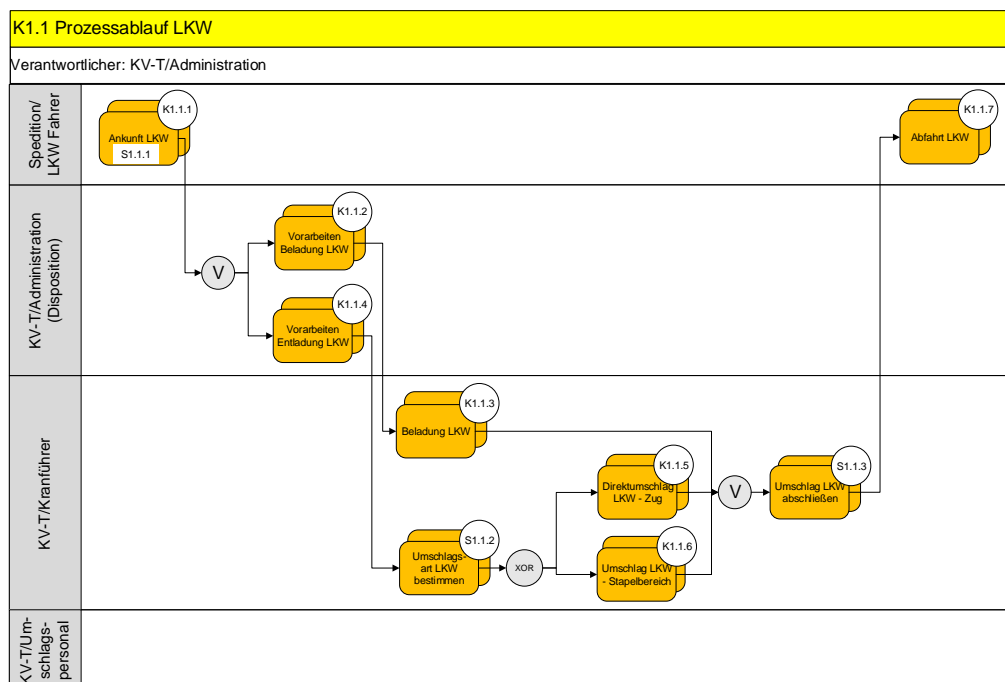 K1.1 Prozessablauf LKW
Verantwortlicher: KV-T/Administration
Spedition/
LKW Fahrer
K1.1.1
Ankunft LKW
S1.1.1
K1.1.7
Abfahrt LKW
KV-T/Administration
(Disposition)
K1.1.2
Vorarbeiten
Beladung LKW
V
K1.1.4
Vorarbeiten
Entladung LKW
KV-T/Kranführer
K1.1.3
Beladung LKW
K1.1.5
Direktumschlag
LKW - Zug
V
S1.1.3
Umschlag LKW
abschließen
S1.1.2
Umschlags-
art LKW
bestimmen
XOR
K1.1.6
Umschlag LKW
- Stapelbereich
KV-T/Um-
schlags-
personal